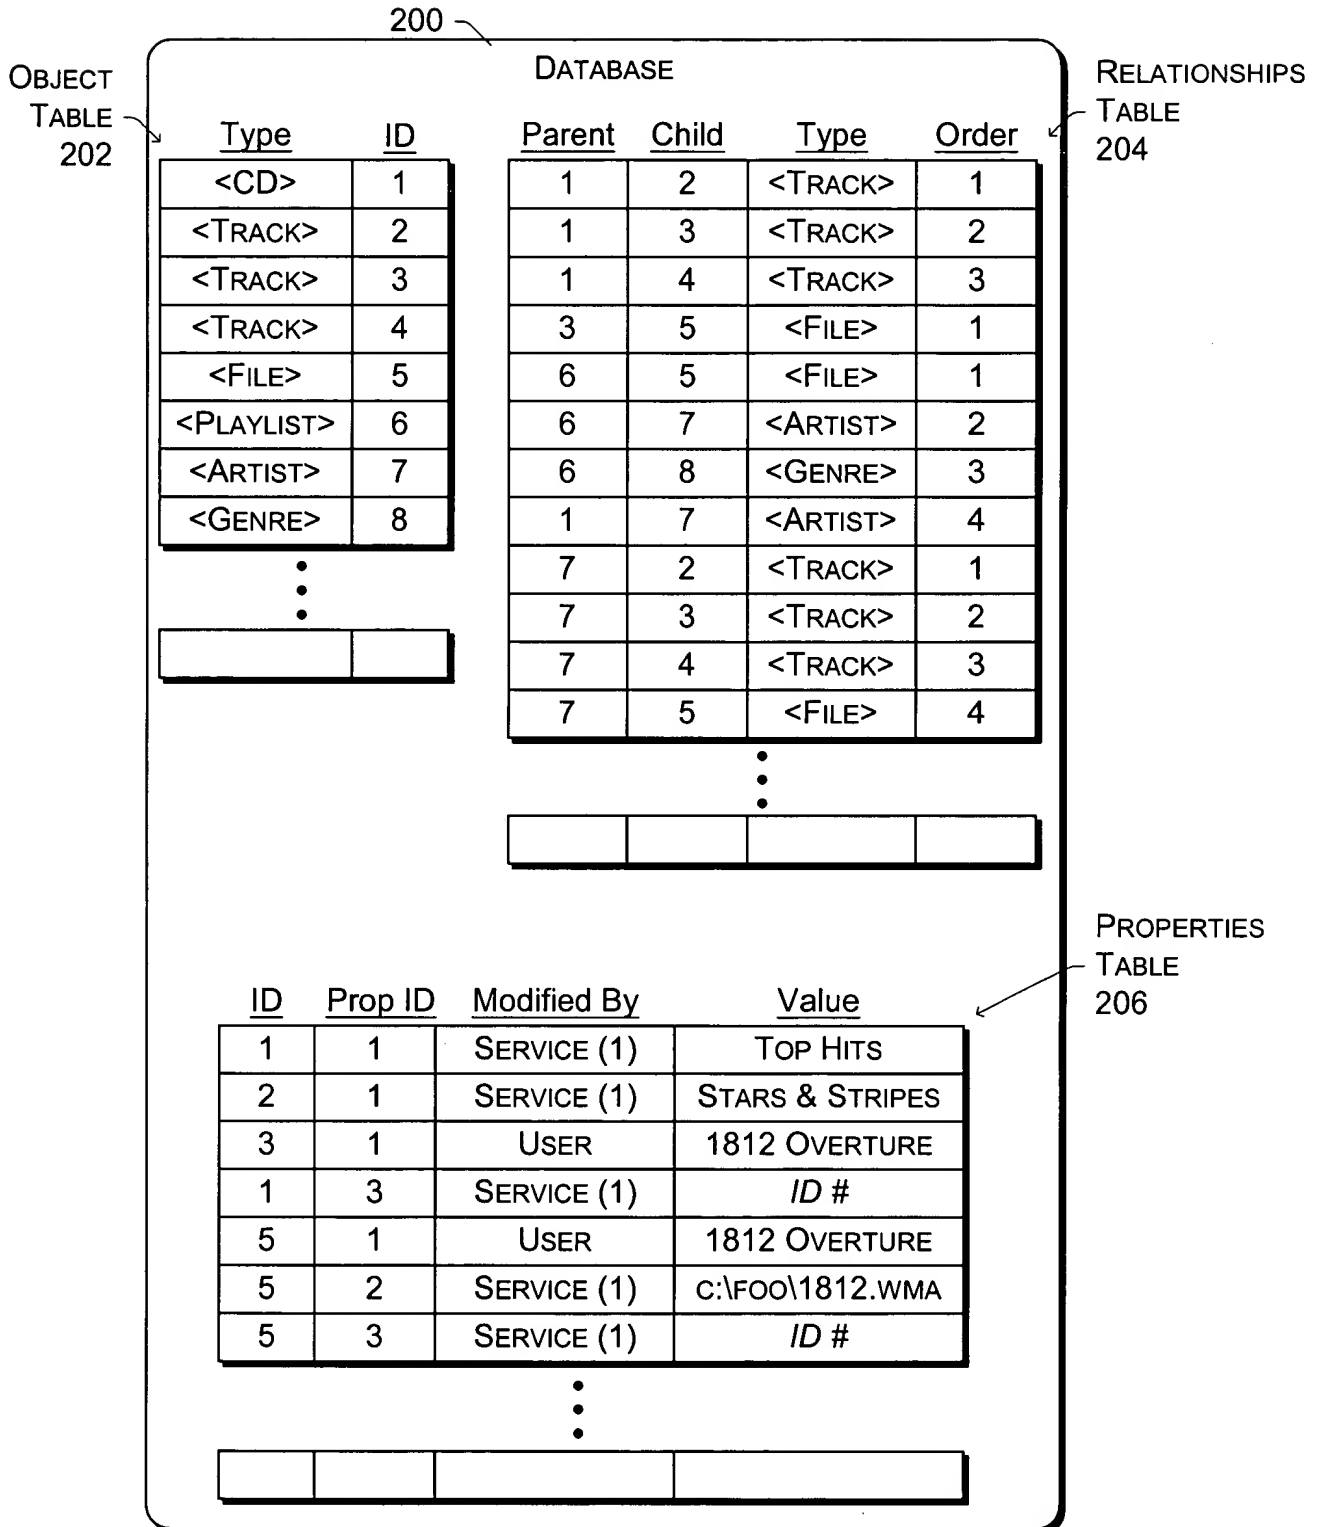 200
DATABASE
OBJECT
TABLE
202
RELATIONSHIPS
TABLE
204
Type ID
<CD> 1
<TRACK> 2
<TRACK> 3
<TRACK> 4
<FILE> 5
<PLAYLIST> 6
<ARTIST> 7
<GENRE> 8
Parent Child Type Order
1 2 <TRACK> 1
1 3 <TRACK> 2
1 4 <TRACK> 3
3 5 <FILE> 1
6 5 <FILE> 1
6 7 <ARTIST> 2
6 8 <GENRE> 3
1 7 <ARTIST> 4
7 2 <TRACK> 1
7 3 <TRACK> 2
7 4 <TRACK> 3
7 5 <FILE> 4
PROPERTIES
TABLE
206
ID Prop ID Modified By Value
1 1 SERVICE (1) TOP HITS
2 1 SERVICE (1) STARS & STRIPES
3 1 USER 1812 OVERTURE
1 3 SERVICE (1) ID #
5 1 USER 1812 OVERTURE
5 2 SERVICE (1) C:\FOO\1812.WMA
5 3 SERVICE (1) ID #